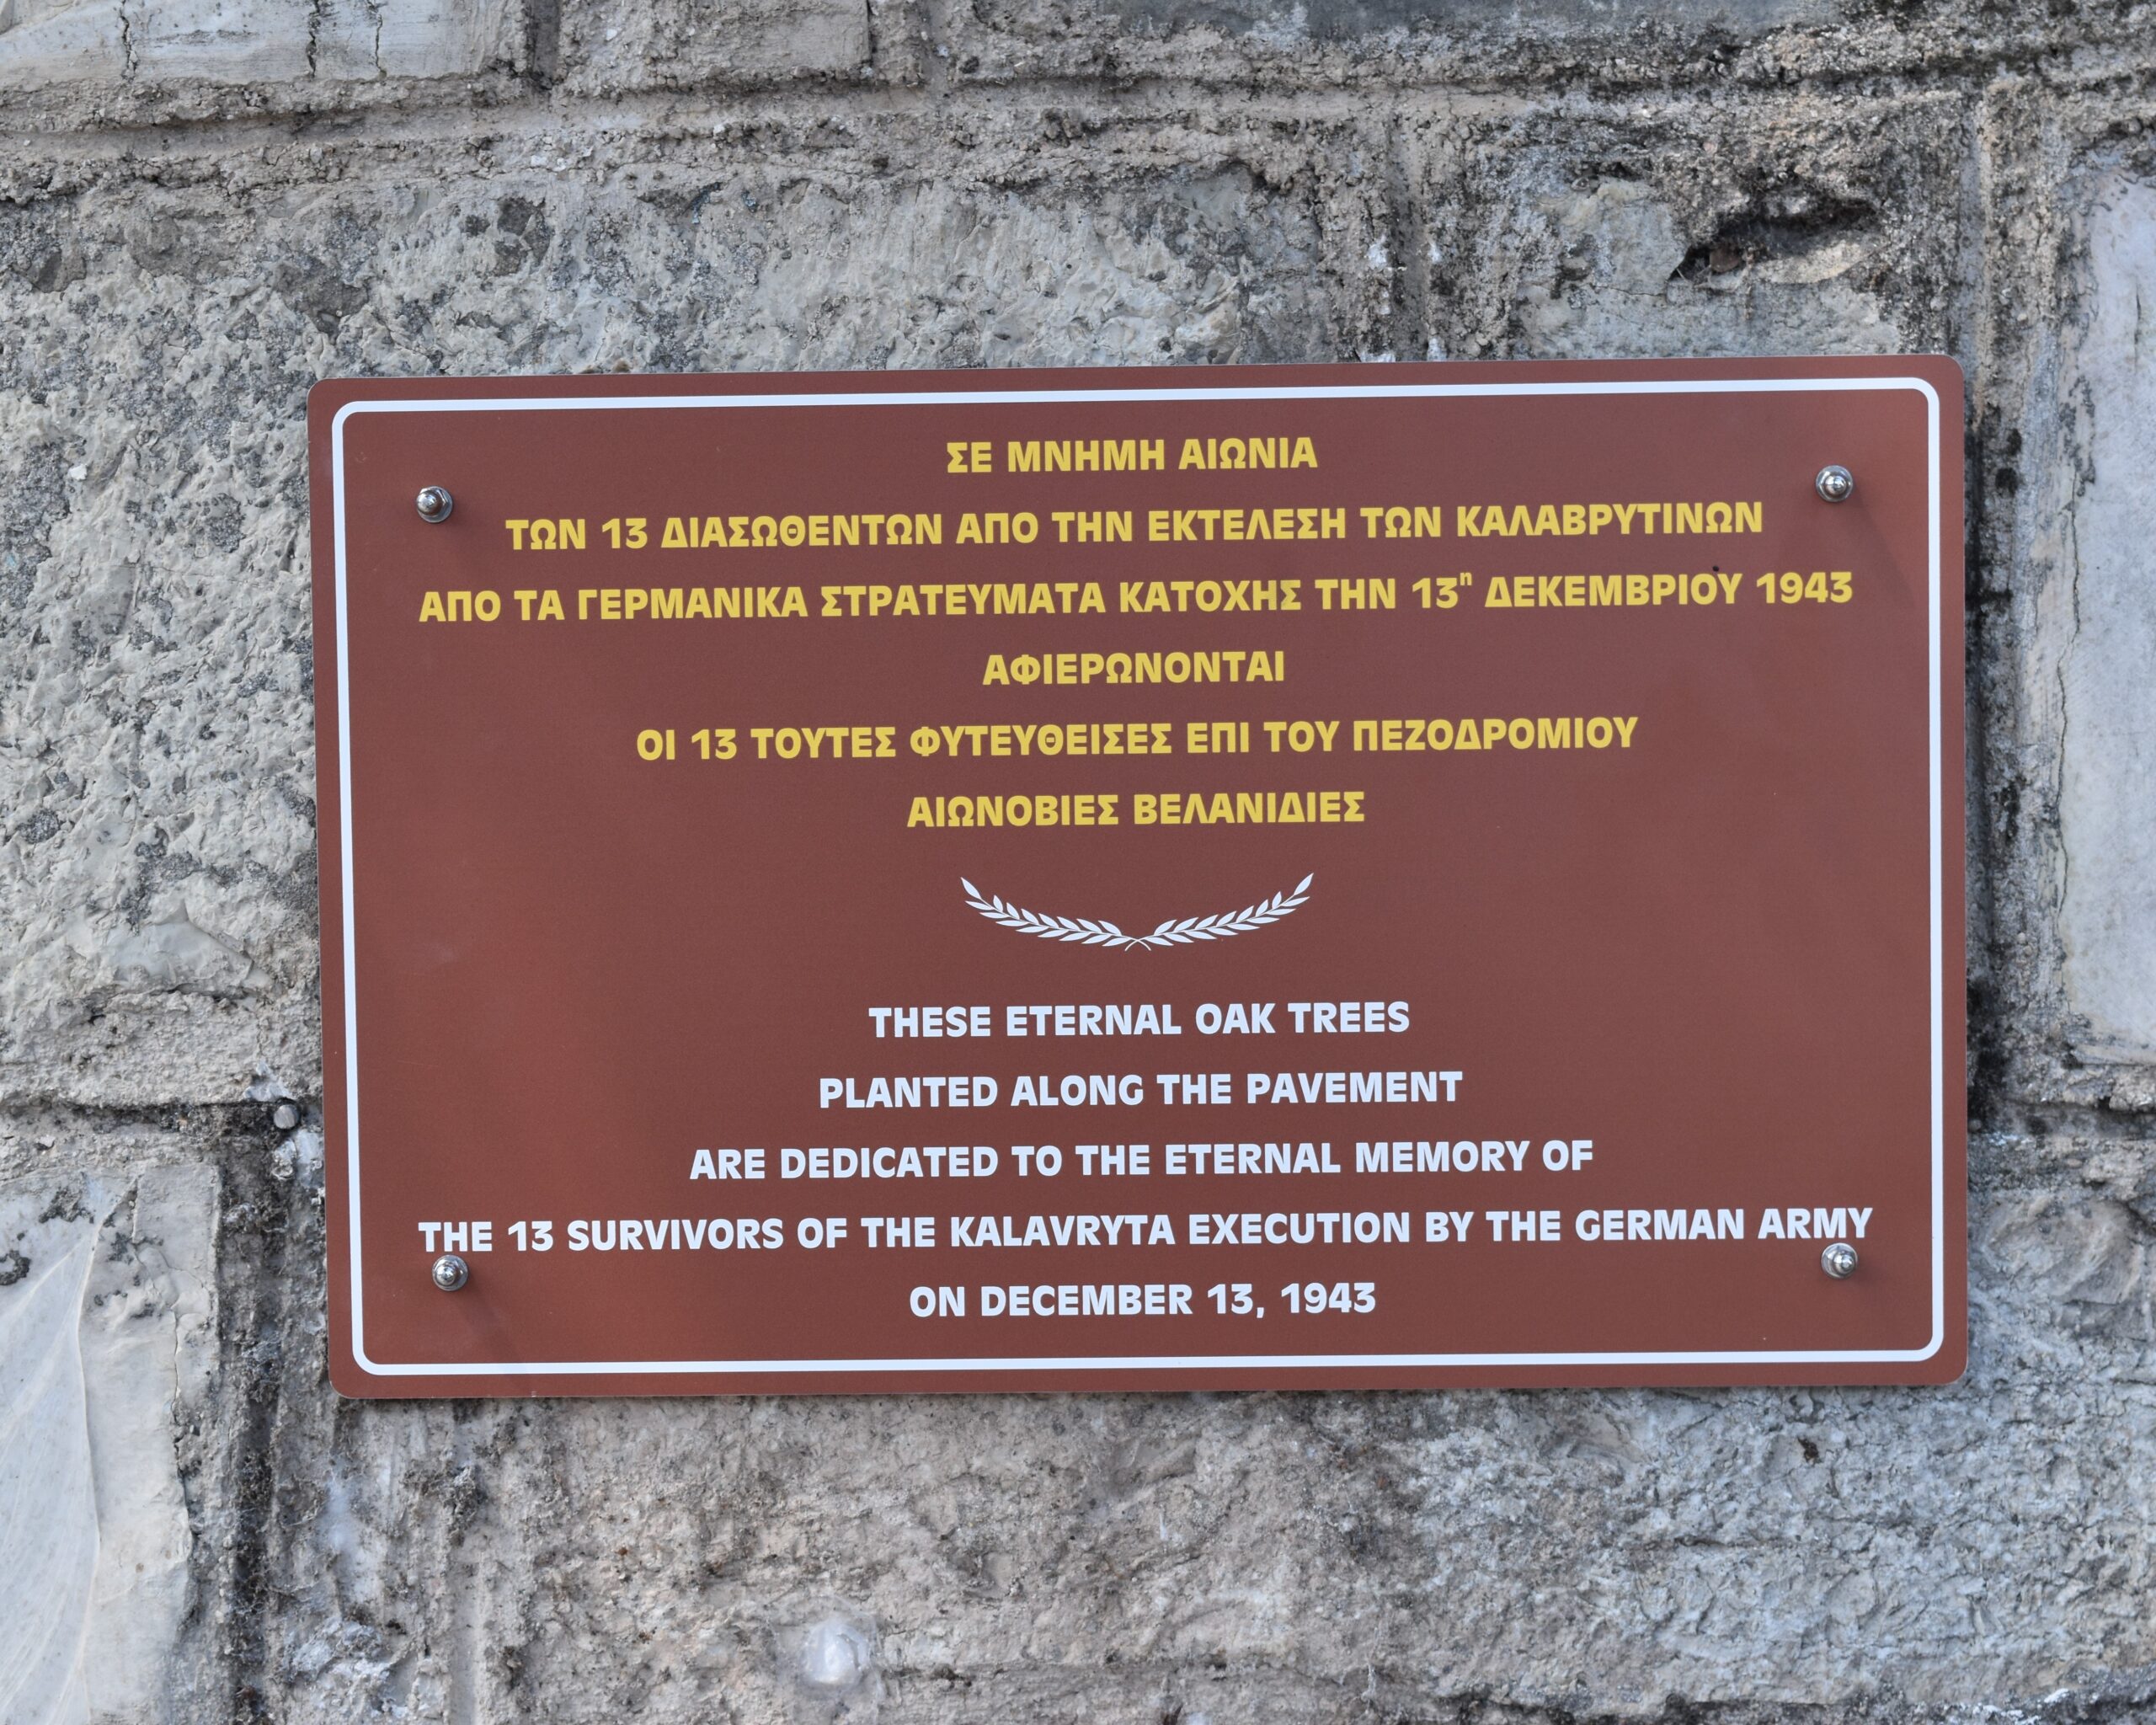 ΣΕ ΜΝΗΜΗ ΑΙΩΝΙΑ
ΤΩΝ 13 ΔΙΑΣΩΘΕΝΤΩΝ ΑΠΟ ΤΗΝ ΕΚΤΕΛΕΣΗ ΤΩΝ ΚΑΛΑΒΡΥΤΙΝΩΝ
ΑΠΟ ΤΑ ΓΕΡΜΑΝΙΚΑ ΣΤΡΑΤΕΥΜΑΤΑ ΚΑΤΟΧΗΣ ΤΗΝ 13η ΔΕΚΕΜΒΡΙΟΥ 1943
ΑΦΙΕΡΩΝΟΝΤΑΙ
ΟΙ 13 ΤΟΥΤΕΣ ΦΥΤΕΥΘΕΙΣΕΣ ΕΠΙ ΤΟΥ ΠΕΖΟΔΡΟΜΙΟΥ
ΑΙΩΝΟΒΙΕΣ ΒΕΛΑΝΙΔΙΕΣ
THESE ETERNAL OAK TREES
PLANTED ALONG THE PAVEMENT
ARE DEDICATED TO THE ETERNAL MEMORY OF
THE 13 SURVIVORS OF THE KALAVRYTA EXECUTION BY THE GERMAN ARMY
ON DECEMBER 13, 1943